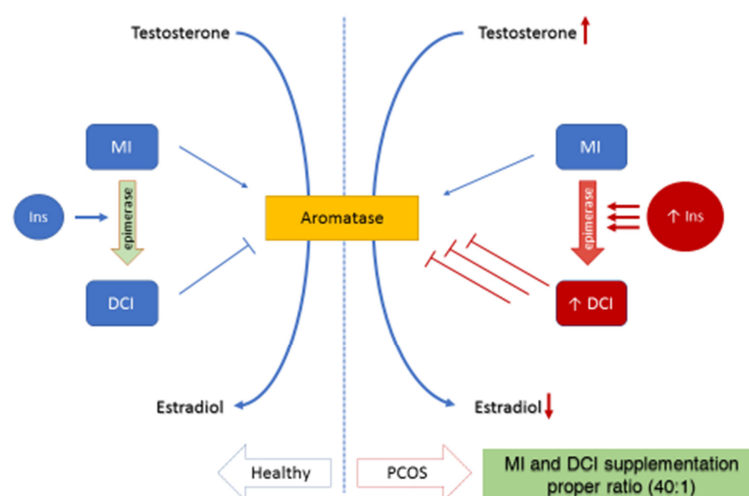 Testosterone
Testosterone
MI
MI
Ins
epimerase
Aromatase
epimerase
↑ Ins
DCI
↑ DCI
Estradiol
Estradiol
Healthy
PCOS
MI and DCI supplementation
proper ratio (40:1)